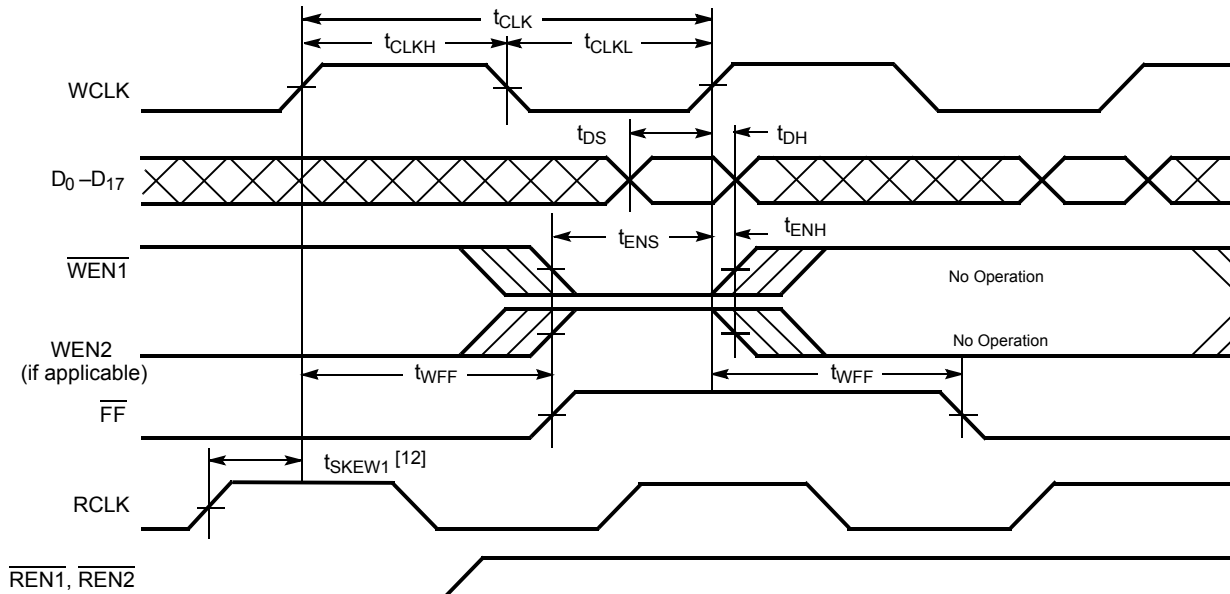 tCLK
tCLKH
tCLKL
WCLK
tDS
tDH
D0 –D17
tENS
tENH
WEN1
No Operation
WEN2
(if applicable)
No Operation
tWFF
tWFF
FF
tSKEW1 [12]
RCLK
REN1, REN2